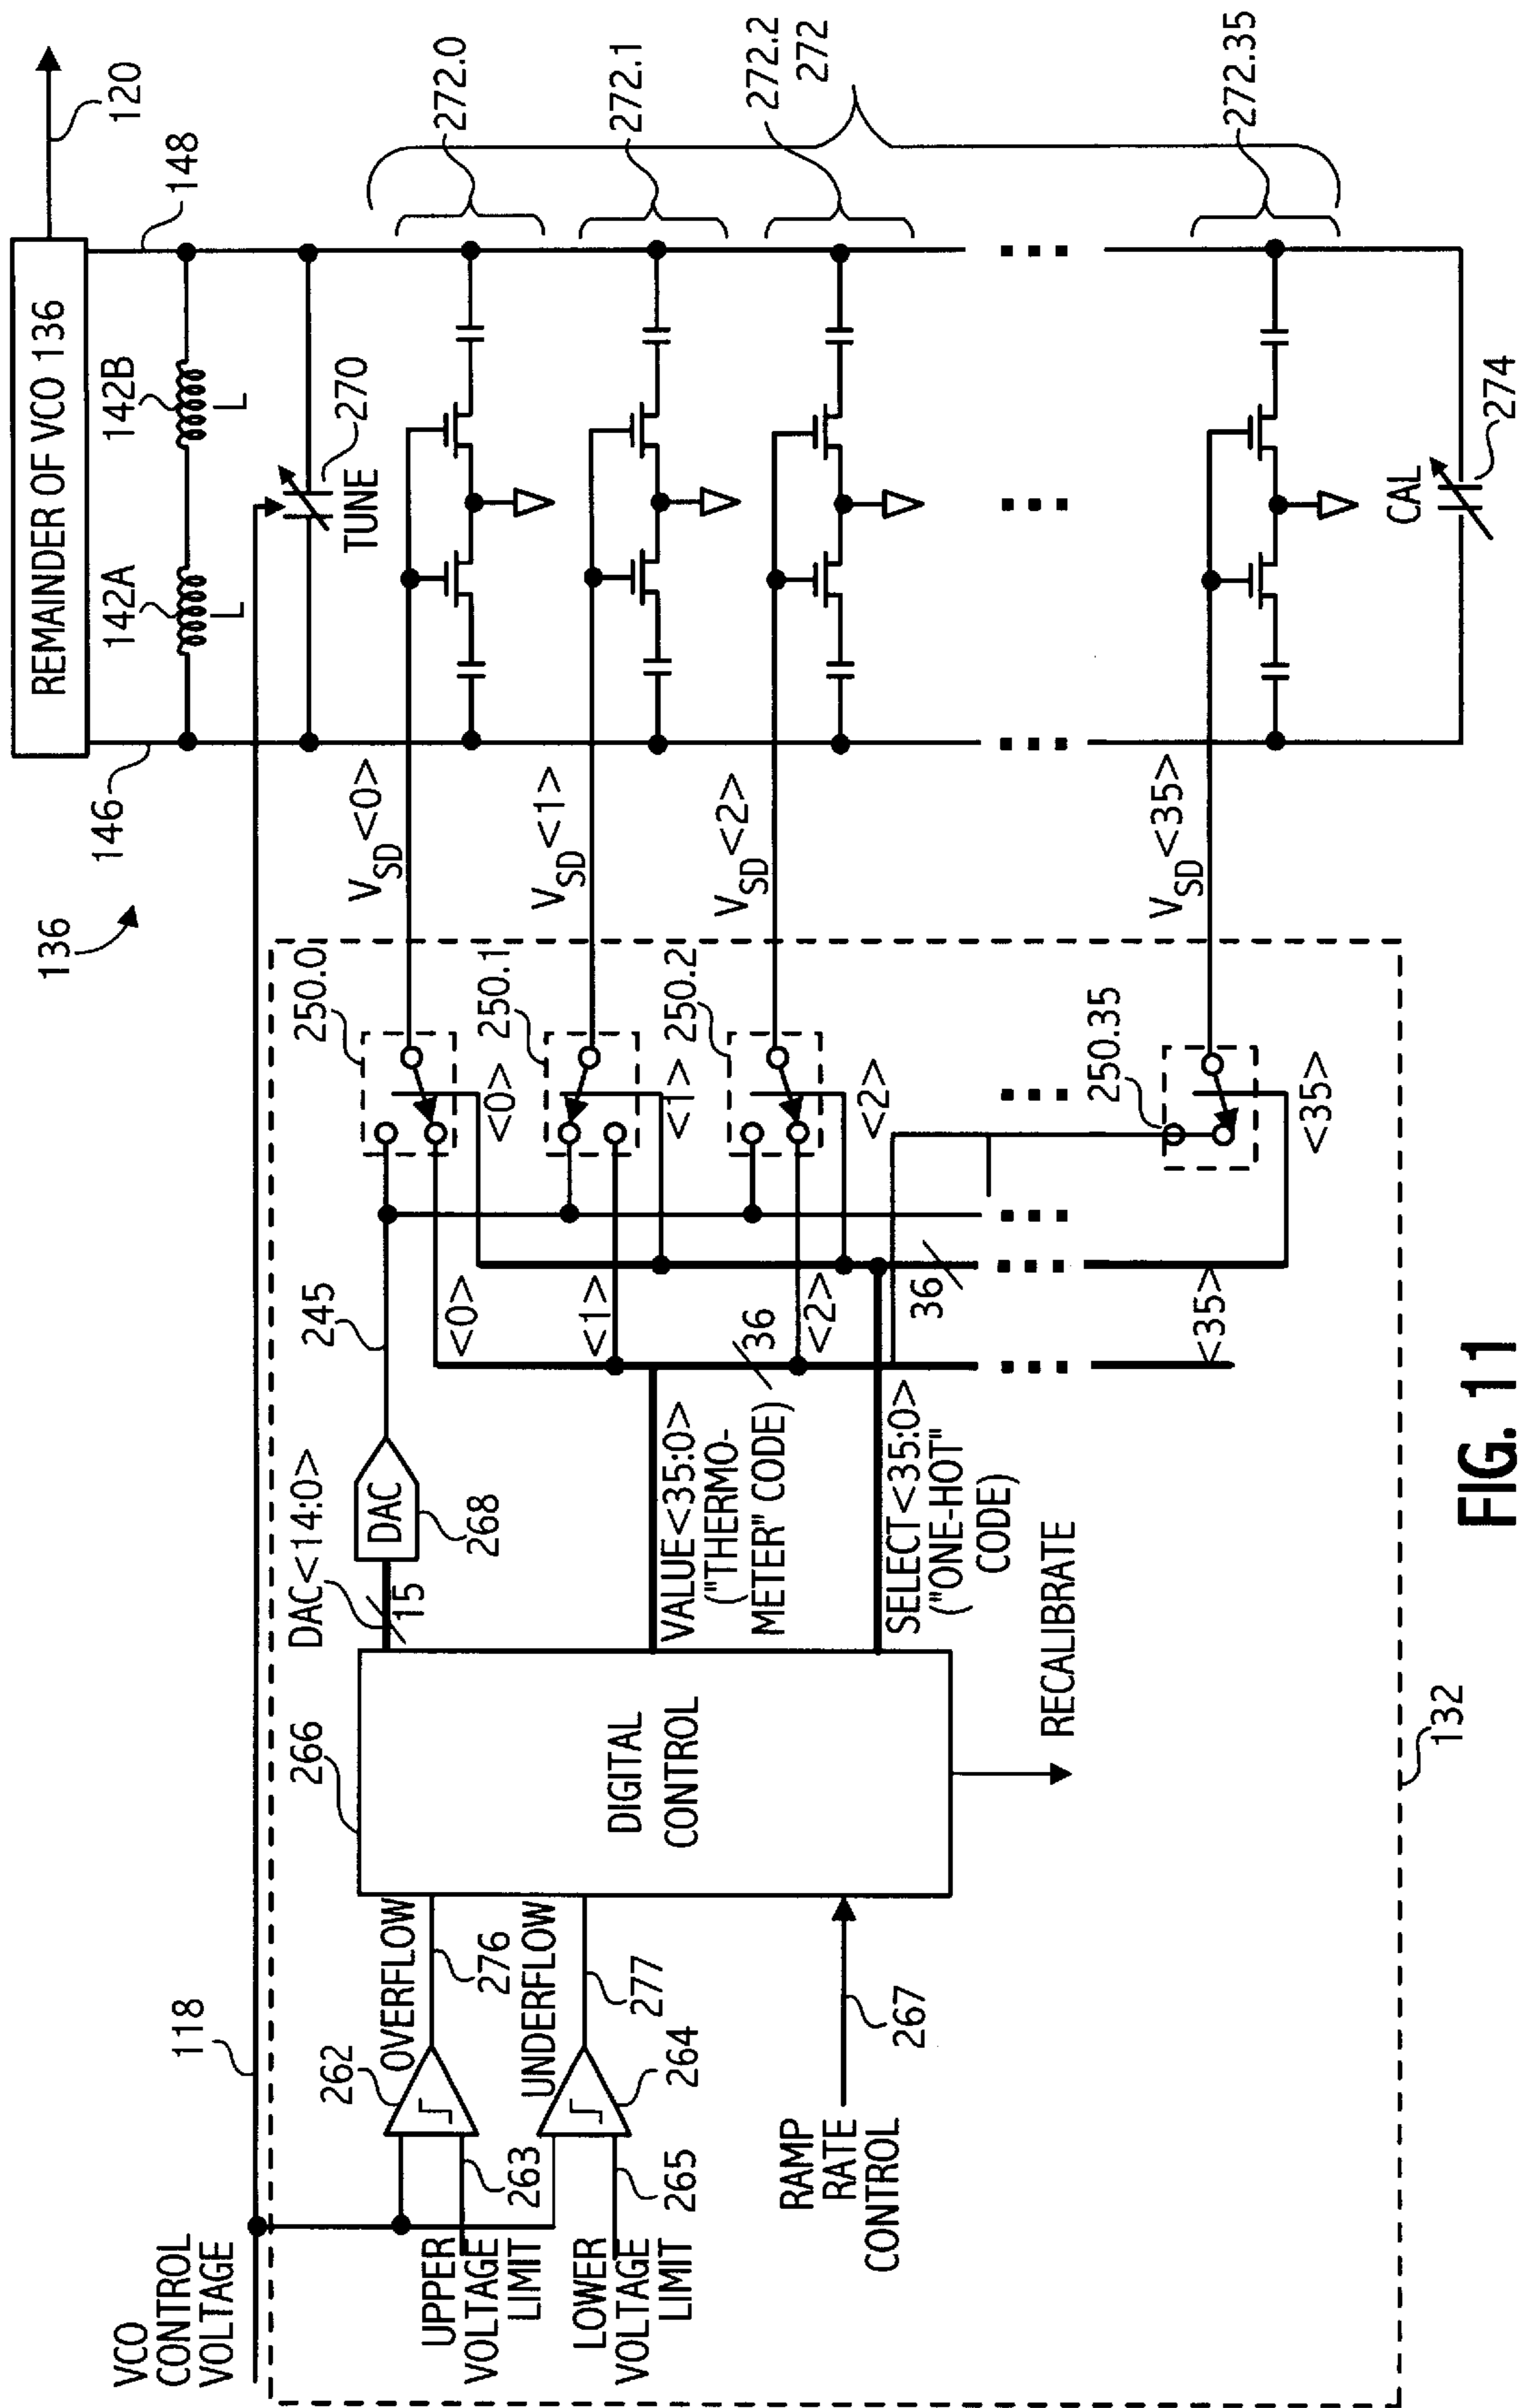 136
REMAINDER OF VCO 136
120
146
142A
142B
148
L
L
118
270
TUNE
VCO
CONTROL
VOLTAGE
266
DAC<14:0>
15
DAC
268
245
250.0
V_SD<0>
272.0
262
OVERFLOW
276
263
UPPER
VOLTAGE
LIMIT
<0>
<0>
250.1
V_SD<1>
272.1
UNDERFLOW
277
264
265
LOWER
VOLTAGE
LIMIT
DIGITAL
CONTROL
VALUE<35:0>
("THERMO-
METER" CODE)
<1>
36
<1>
250.2
V_SD<2>
272.2
272
RAMP
RATE
CONTROL
267
SELECT<35:0>
("ONE-HOT"
CODE)
<2>
36
<2>
RECALIBRATE
250.35
V_SD<35>
272.35
<35>
<35>
CAL
274
132
FIG. 11